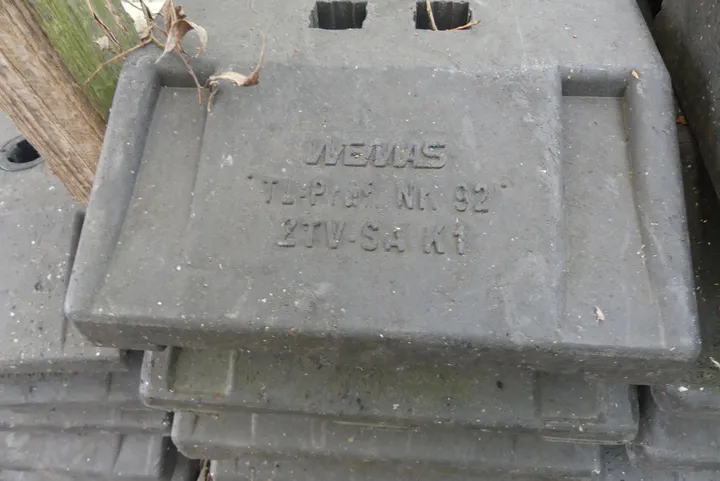 WEMAS
TL-Prüf. Nr. 92
ZTV-SA K1